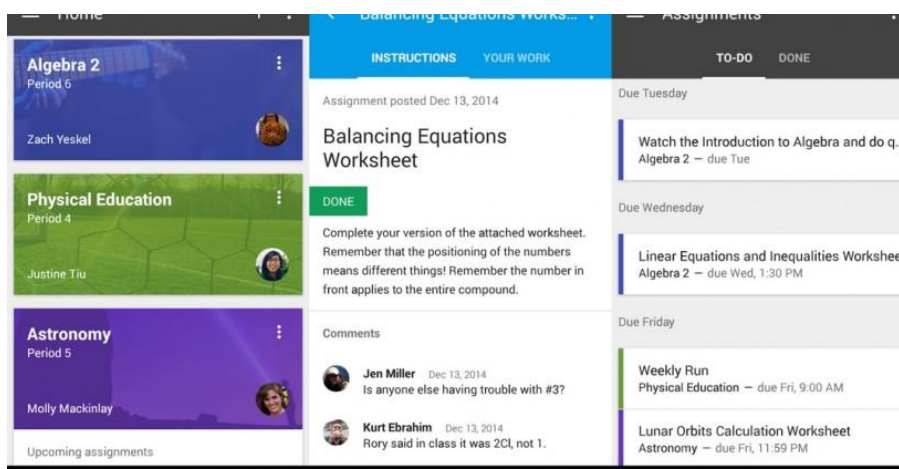 Home
Algebra 2
Period 6
Zach Yeskel
Physical Education
Period 4
Justine Tiu
Astronomy
Period 5
Molly Mackinlay
Upcoming assignments
Balancing Equations Works...
INSTRUCTIONS YOUR WORK
Assignment posted Dec 13, 2014
Balancing Equations
Worksheet
DONE
Complete your version of the attached worksheet.
Remember that the positioning of the numbers
means different things! Remember the number in
front applies to the entire compound.
Comments
Jen Miller Dec 13, 2014
Is anyone else having trouble with #3?
Kurt Ebrahim Dec 13, 2014
Rory said in class it was 2Cl, not 1.
Assignments
TO-DO DONE
Due Tuesday
Watch the Introduction to Algebra and do q.
Algebra 2 — due Tue
Due Wednesday
Linear Equations and Inequalities Workshee
Algebra 2 — due Wed, 1:30 PM
Due Friday
Weekly Run
Physical Education — due Fri, 9:00 AM
Lunar Orbits Calculation Worksheet
Astronomy — due Fri, 11:59 PM